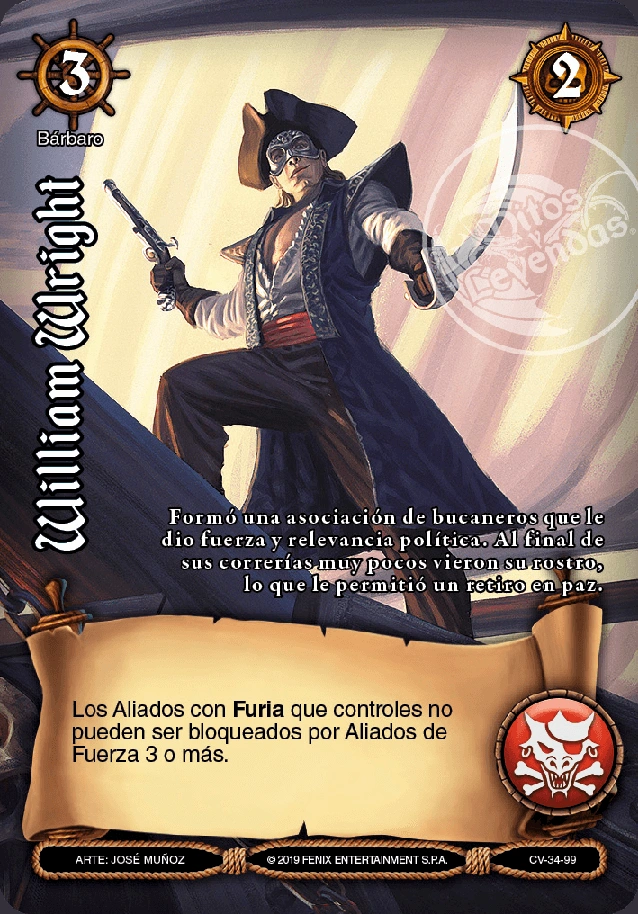 3
2
Bárbaro
William Wright
Mitos
y
Leyendas
Formó una asociación de bucaneros que le
dio fuerza y relevancia política. Al final de
sus correrías muy pocos vieron su rostro,
lo que le permitió un retiro en paz.
Los Aliados con Furia que controles no
pueden ser bloqueados por Aliados de
Fuerza 3 o más.
ARTE: JOSÉ MUÑOZ
© 2019 FENIX ENTERTAINMENT S.P.A.
CV-34-99